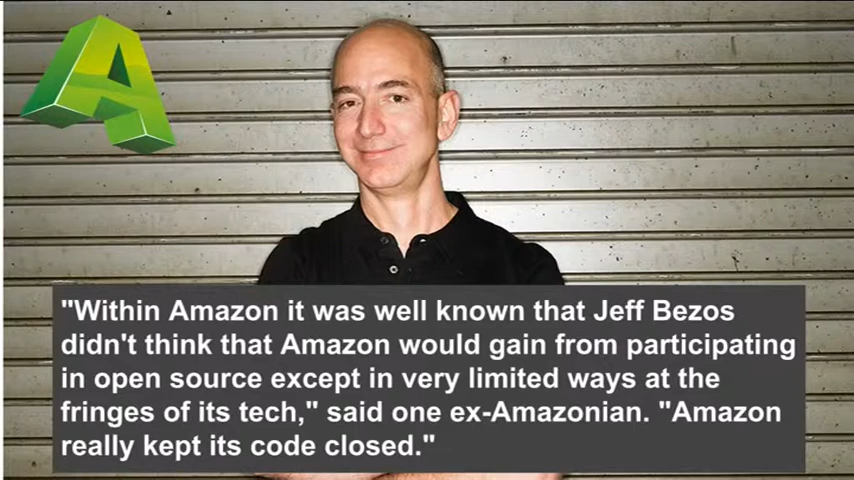 A
"Within Amazon it was well known that Jeff Bezos
didn't think that Amazon would gain from participating
in open source except in very limited ways at the
fringes of its tech," said one ex-Amazonian. "Amazon
really kept its code closed."